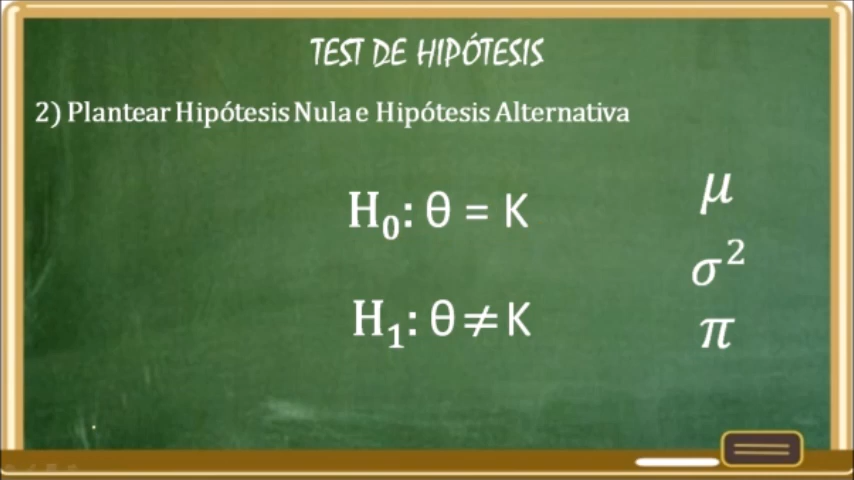 TEST DE HIPÓTESIS
2) Plantear Hipótesis Nula e Hipótesis Alternativa
H₀: θ = K
H₁: θ ≠ K
μ
σ²
π